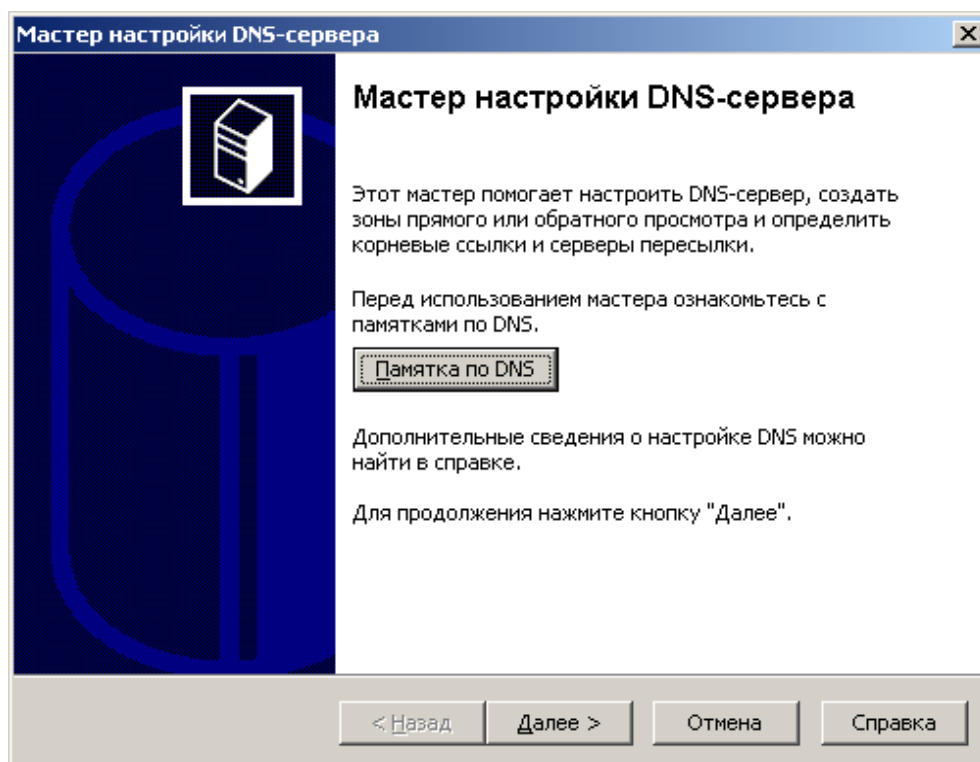 Мастер настройки DNS-сервера
Мастер настройки DNS-сервера
Этот мастер помогает настроить DNS-сервер, создать
зоны прямого или обратного просмотра и определить
корневые ссылки и серверы пересылки.
Перед использованием мастера ознакомьтесь с
памятками по DNS.
Памятка по DNS
Дополнительные сведения о настройке DNS можно
найти в справке.
Для продолжения нажмите кнопку "Далее".
< Назад Далее > Отмена Справка